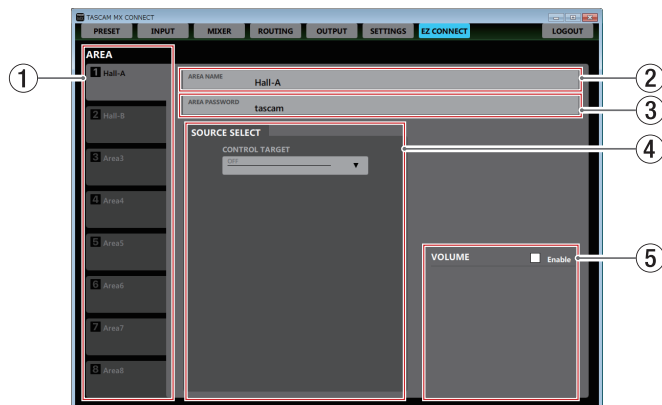 TASCAM MX CONNECT
PRESET INPUT MIXER ROUTING OUTPUT SETTINGS EZ CONNECT LOGOUT
AREA
1 Hall-A
2 Hall-B
3 Area3
4 Area4
5 Area5
6 Area6
7 Area7
8 Area8
AREA NAME
Hall-A
AREA PASSWORD
tascam
SOURCE SELECT
CONTROL TARGET
OFF
VOLUME Enable
1
2
3
4
5